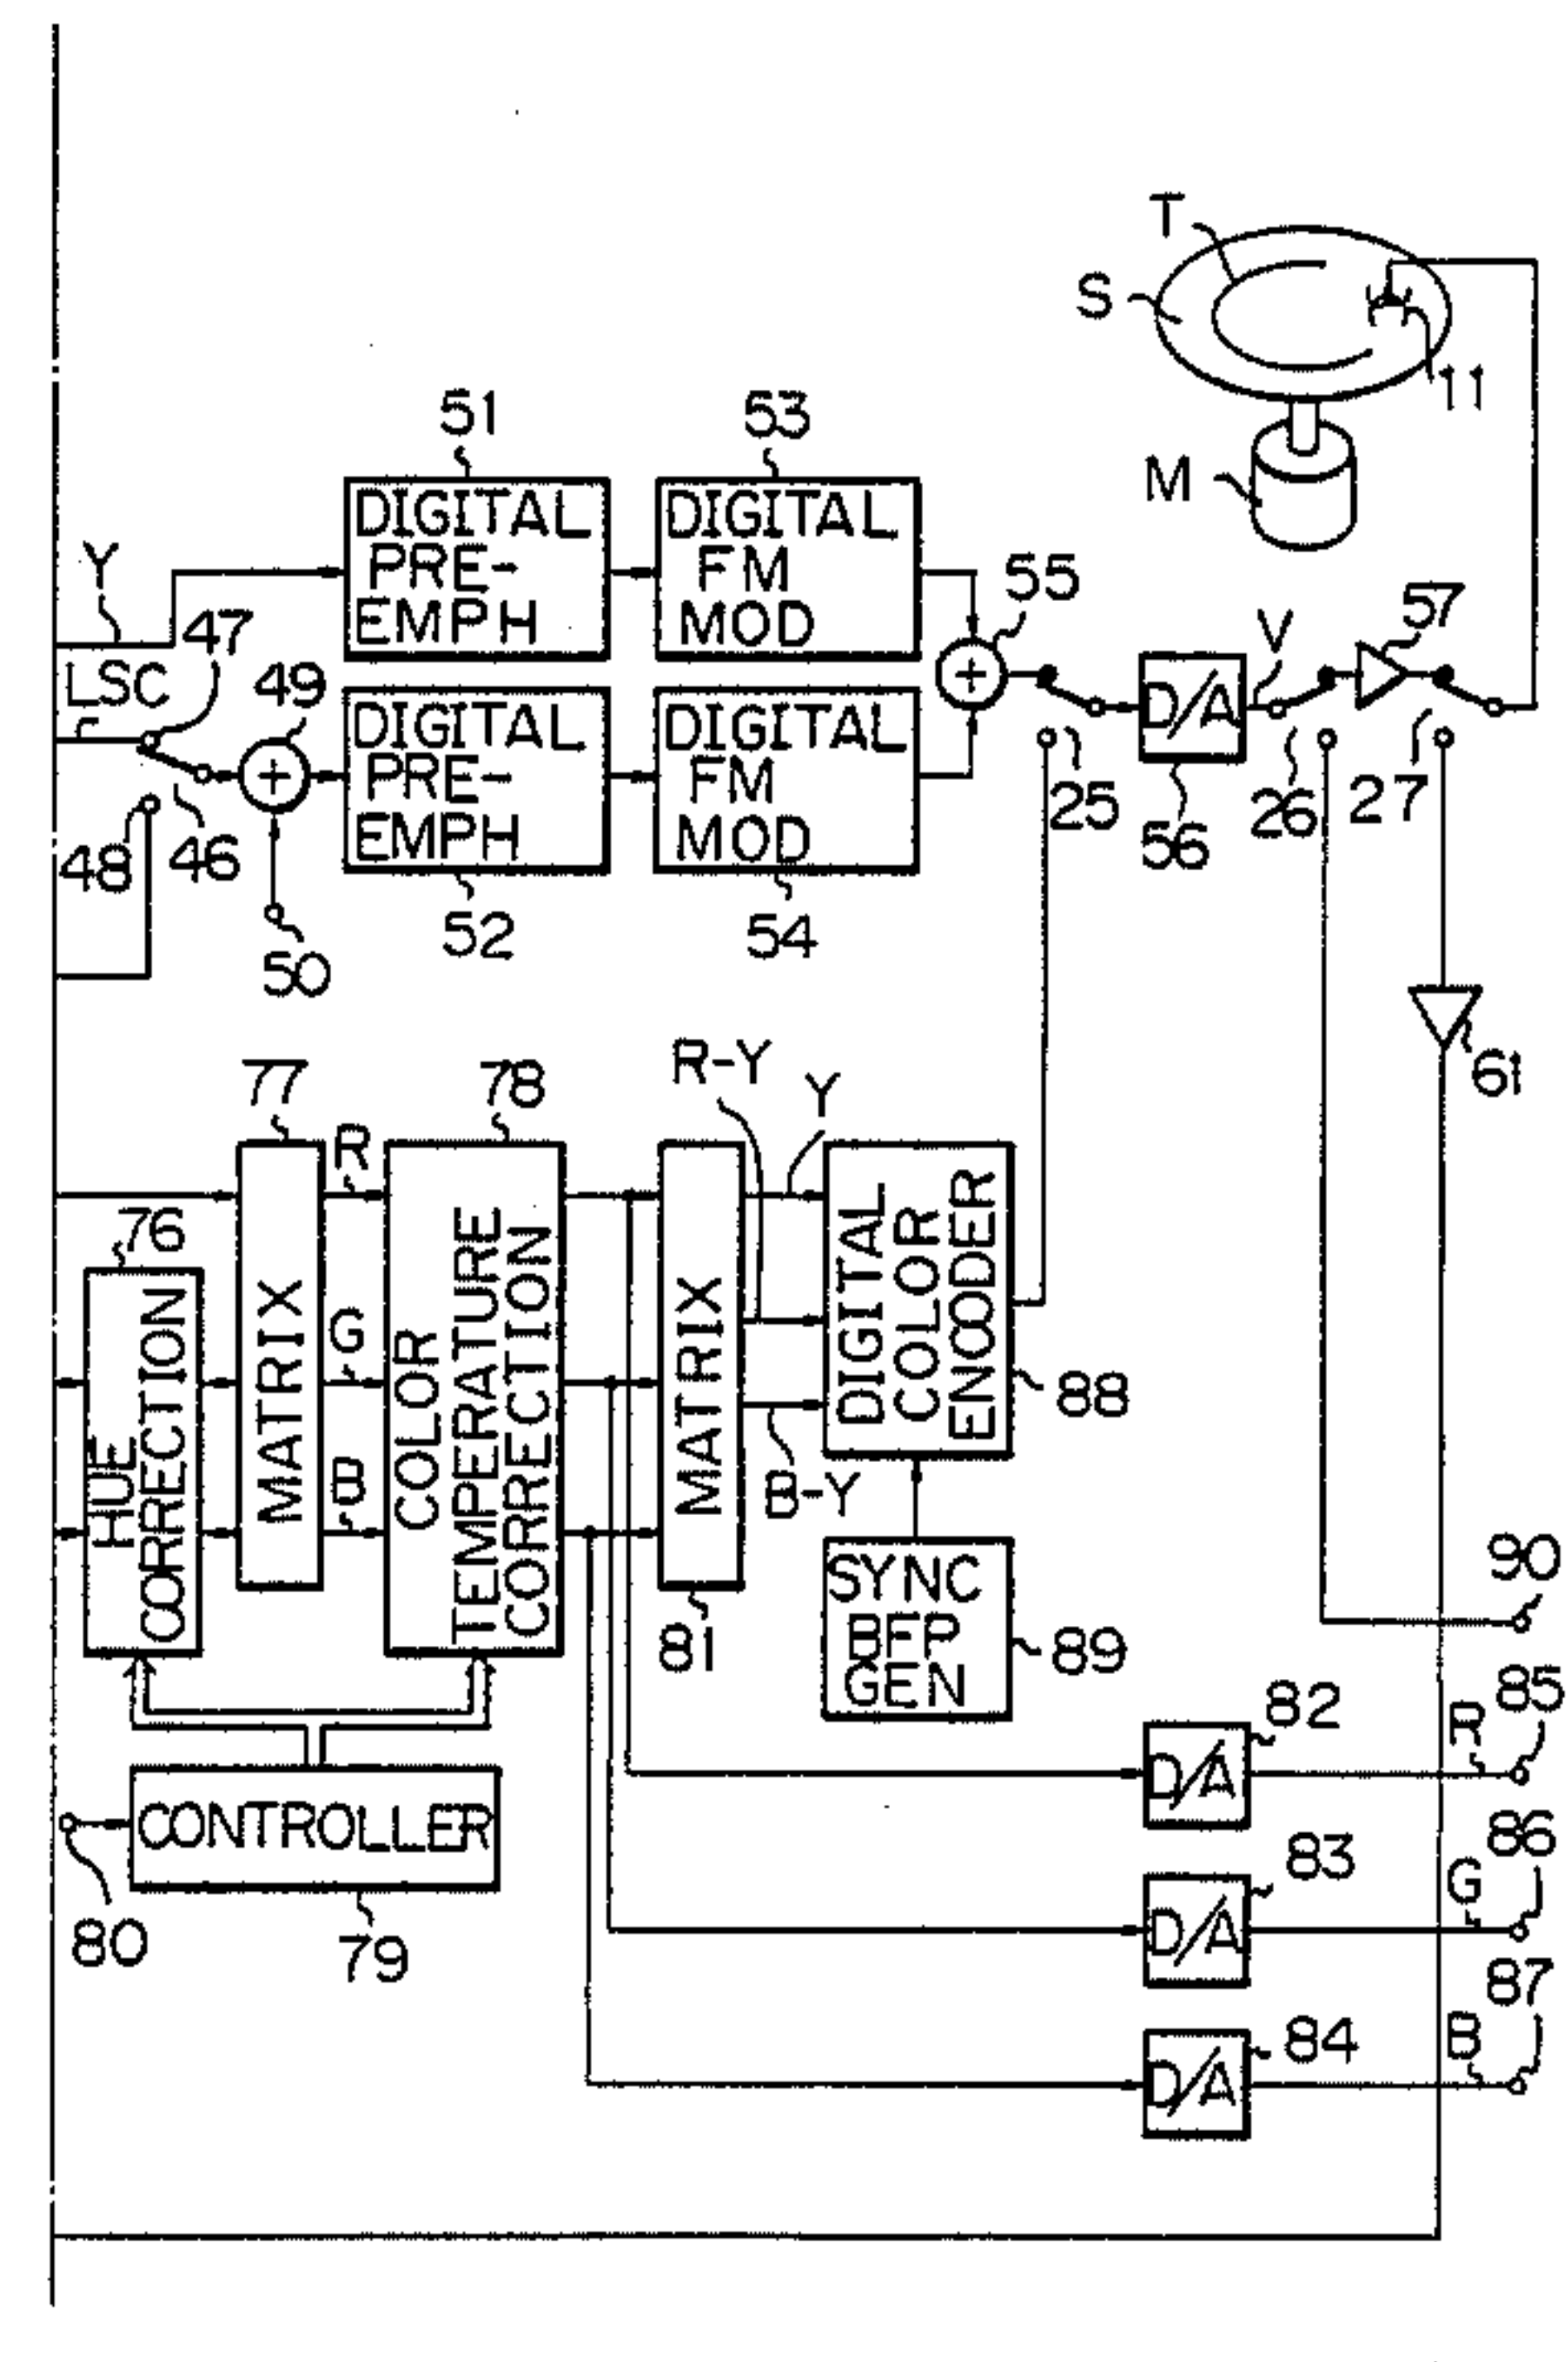 T
S
11
M
51
53
DIGITAL
PRE-
EMPH
DIGITAL
FM
MOD
Y
47
LSC
49
55
V
57
DIGITAL
PRE-
EMPH
DIGITAL
FM
MOD
D/A
25
56
26
27
48
46
50
52
54
61
77
78
R-Y
Y
R
76
HUE
CORRECTION
MATRIX
G
B
COLOR
TEMPERATURE
CORRECTION
MATRIX
DIGITAL
COLOR
ENCODER
88
B-Y
81
SYNC
BFP
GEN
89
90
82
D/A
R
85
CONTROLLER
80
79
83
D/A
G
86
84
D/A
B
87